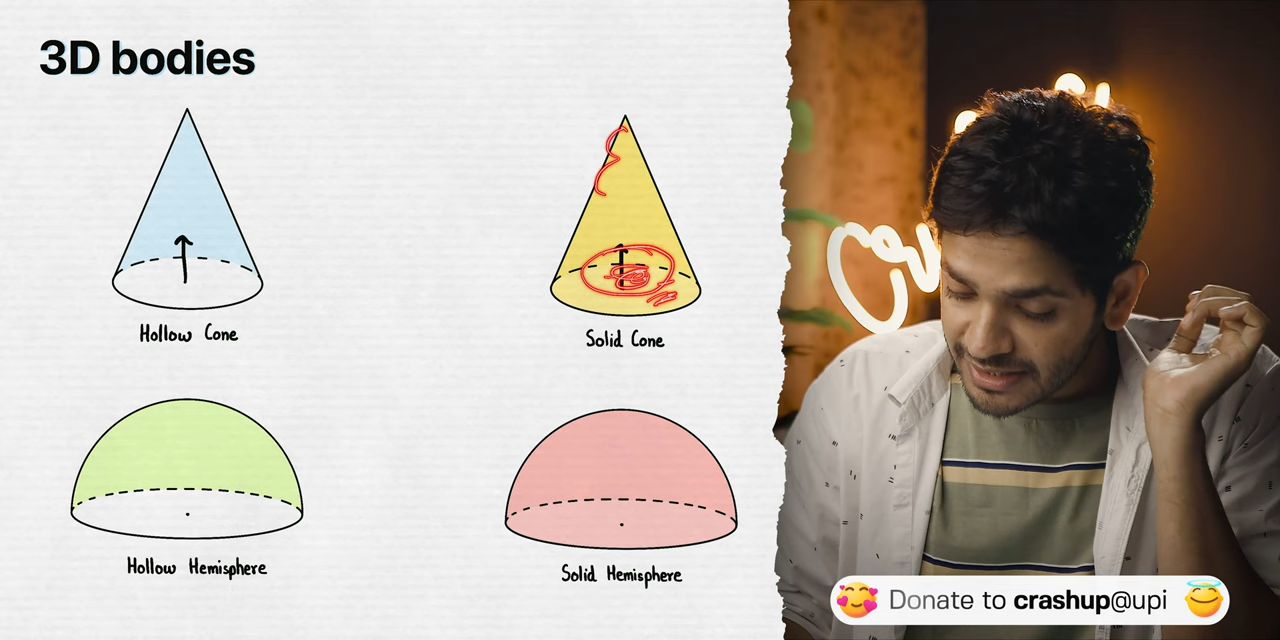 3D bodies
Hollow Cone
Solid Cone
Hollow Hemisphere
Solid Hemisphere
Donate to crashup@upi